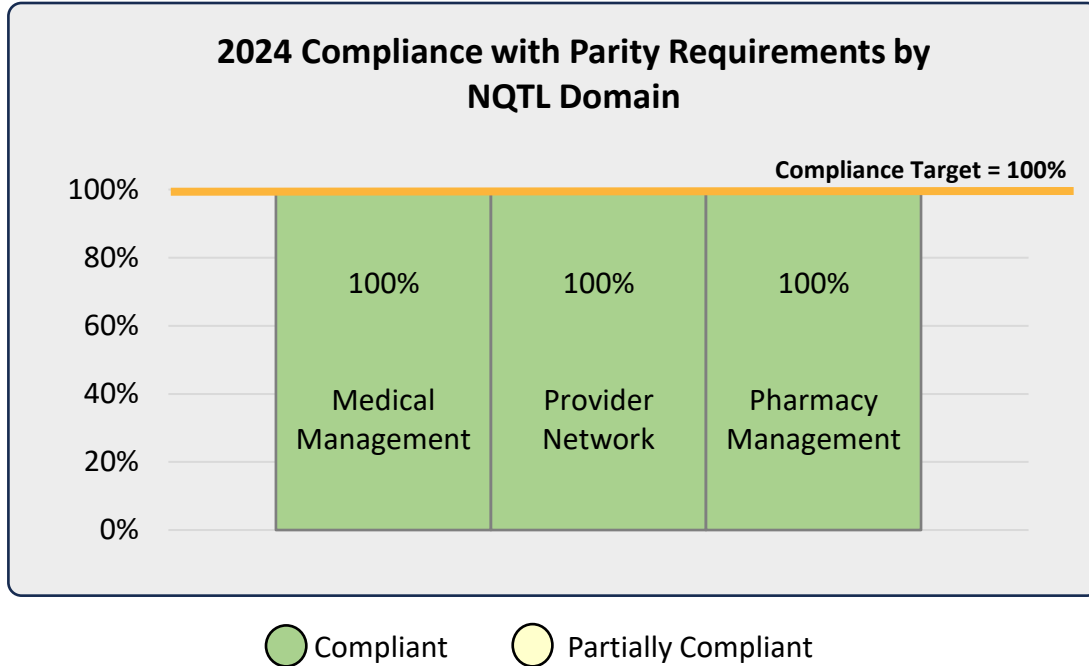 2024 Compliance with Parity Requirements by
NQTL Domain
Compliance Target = 100%
100%
80%
60%
40%
20%
0%
100%
100%
100%
Medical
Management
Provider
Network
Pharmacy
Management
Compliant
Partially Compliant